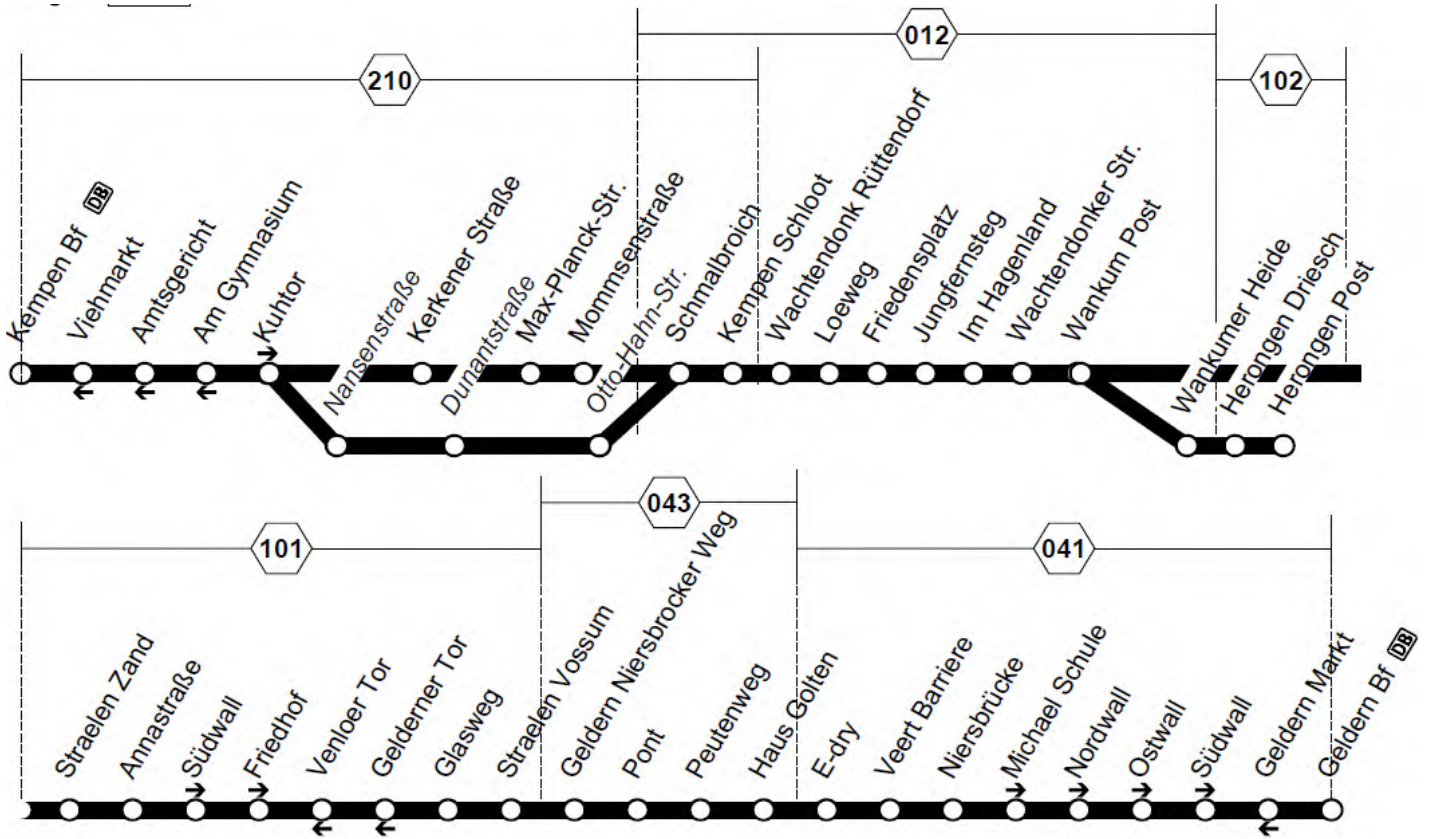 012
210
102
Kempen Bf DB
Viehmarkt
Amtsgericht
Am Gymnasium
Kuhtor
Nansenstraße
Kerkener Straße
Dunantstraße
Max-Planck-Str.
Mommsenstraße
Otto-Hahn-Str.
Schmalbroich
Kempen Schloot
Wachtendonk Rüttendorf
Loeweg
Friedensplatz
Jungfernsteg
Im Hagenland
Wachtendonker Str.
Wankum Post
Wankumer Heide
Herongen Driesch
Herongen Post
043
101
041
Straelen Zand
Annastraße
Südwall
Friedhof
Venloer Tor
Gelderner Tor
Glasweg
Straelen Vossum
Geldern Niersbrocker Weg
Pont
Peutenweg
Haus Golten
E-dry
Veert Barriere
Niersbrücke
Michael Schule
Nordwall
Ostwall
Südwall
Geldern Markt
Geldern Bf DB